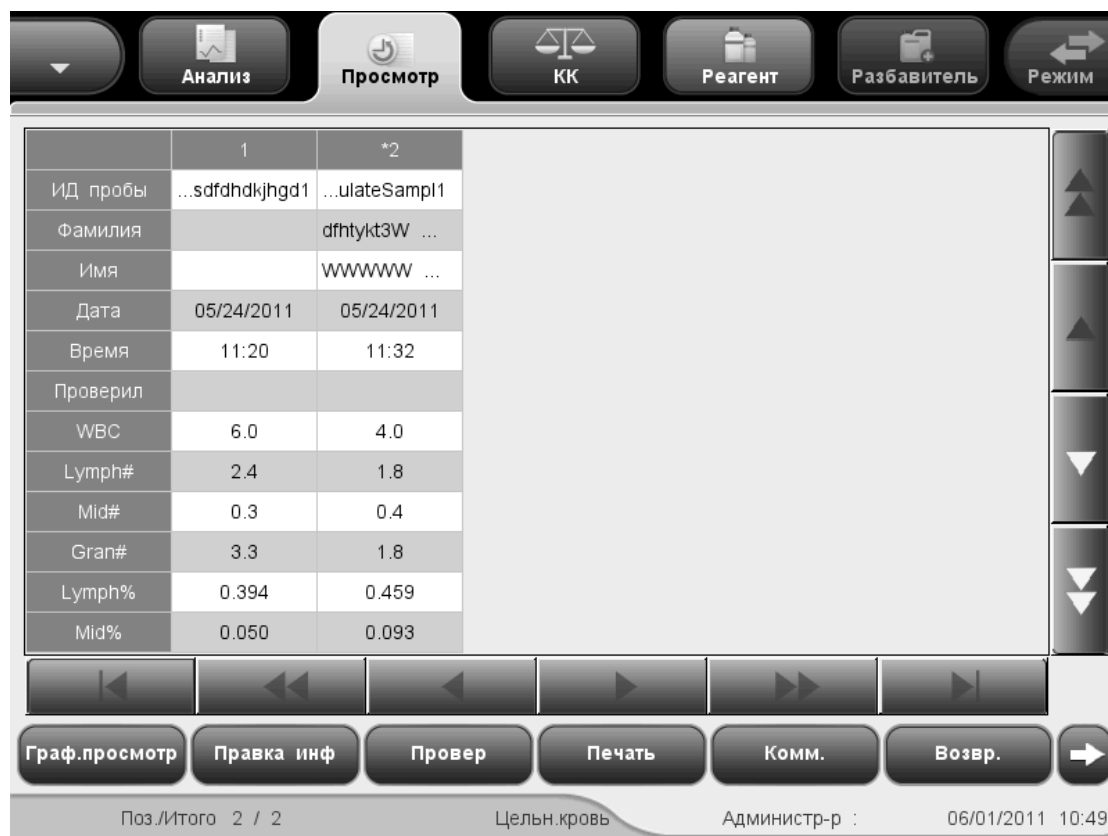 Анализ Просмотр КК Реагент Разбавитель Режим
1 *2
ИД пробы ...sdfdhdkjhgd1 ...ulateSampl1
Фамилия dfhtykt3W ...
Имя WWWWW ...
Дата 05/24/2011 05/24/2011
Время 11:20 11:32
Проверил
WBC 6.0 4.0
Lymph# 2.4 1.8
Mid# 0.3 0.4
Gran# 3.3 1.8
Lymph% 0.394 0.459
Mid% 0.050 0.093
Граф.просмотр Правка инф Провер Печать Комм. Возвр.
Поз./Итого 2 / 2 Цельн.кровь Администр-р : 06/01/2011 10:49